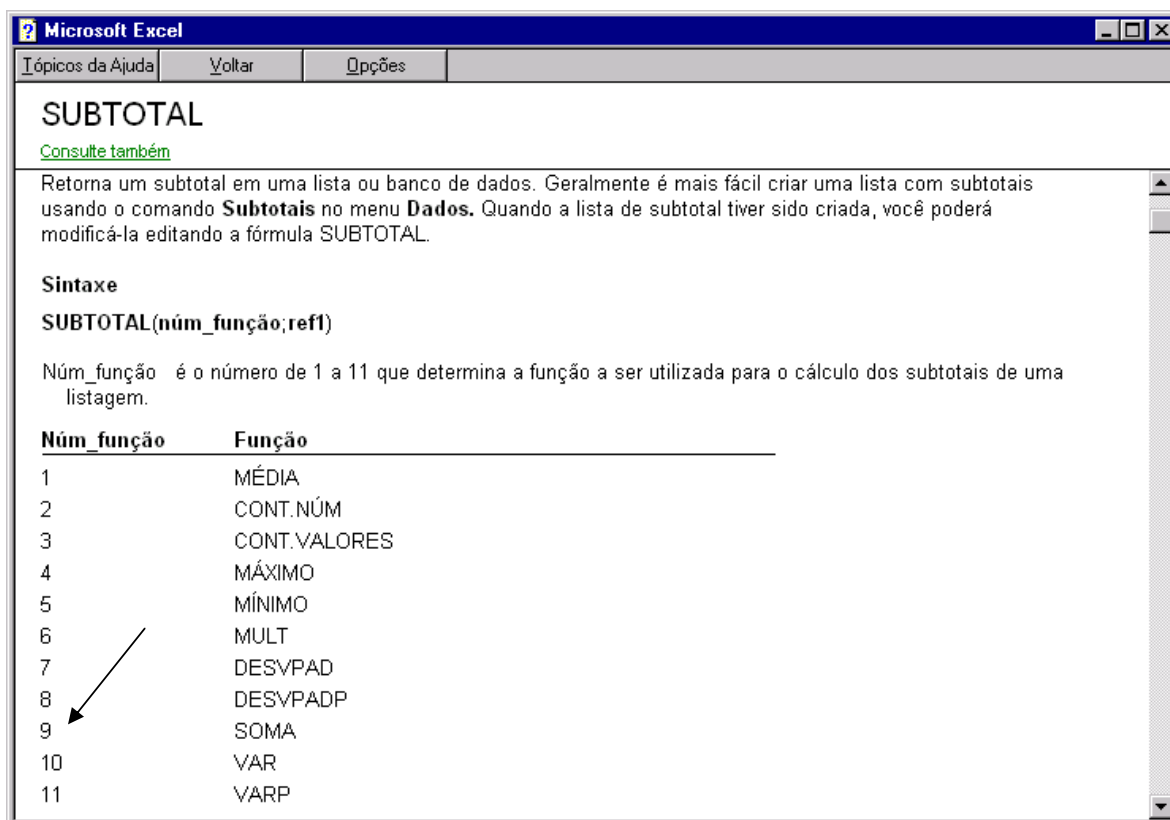 Microsoft Excel
Tópicos da Ajuda Voltar Opções
SUBTOTAL
Consulte também
Retorna um subtotal em uma lista ou banco de dados. Geralmente é mais fácil criar uma lista com subtotais
usando o comando Subtotais no menu Dados. Quando a lista de subtotal tiver sido criada, você poderá
modificá-la editando a fórmula SUBTOTAL.
Sintaxe
SUBTOTAL(núm_função;ref1)
Núm_função é o número de 1 a 11 que determina a função a ser utilizada para o cálculo dos subtotais de uma
listagem.
Núm_função Função
1 MÉDIA
2 CONT.NÚM
3 CONT.VALORES
4 MÁXIMO
5 MÍNIMO
6 MULT
7 DESVPAD
8 DESVPADP
9 SOMA
10 VAR
11 VARP